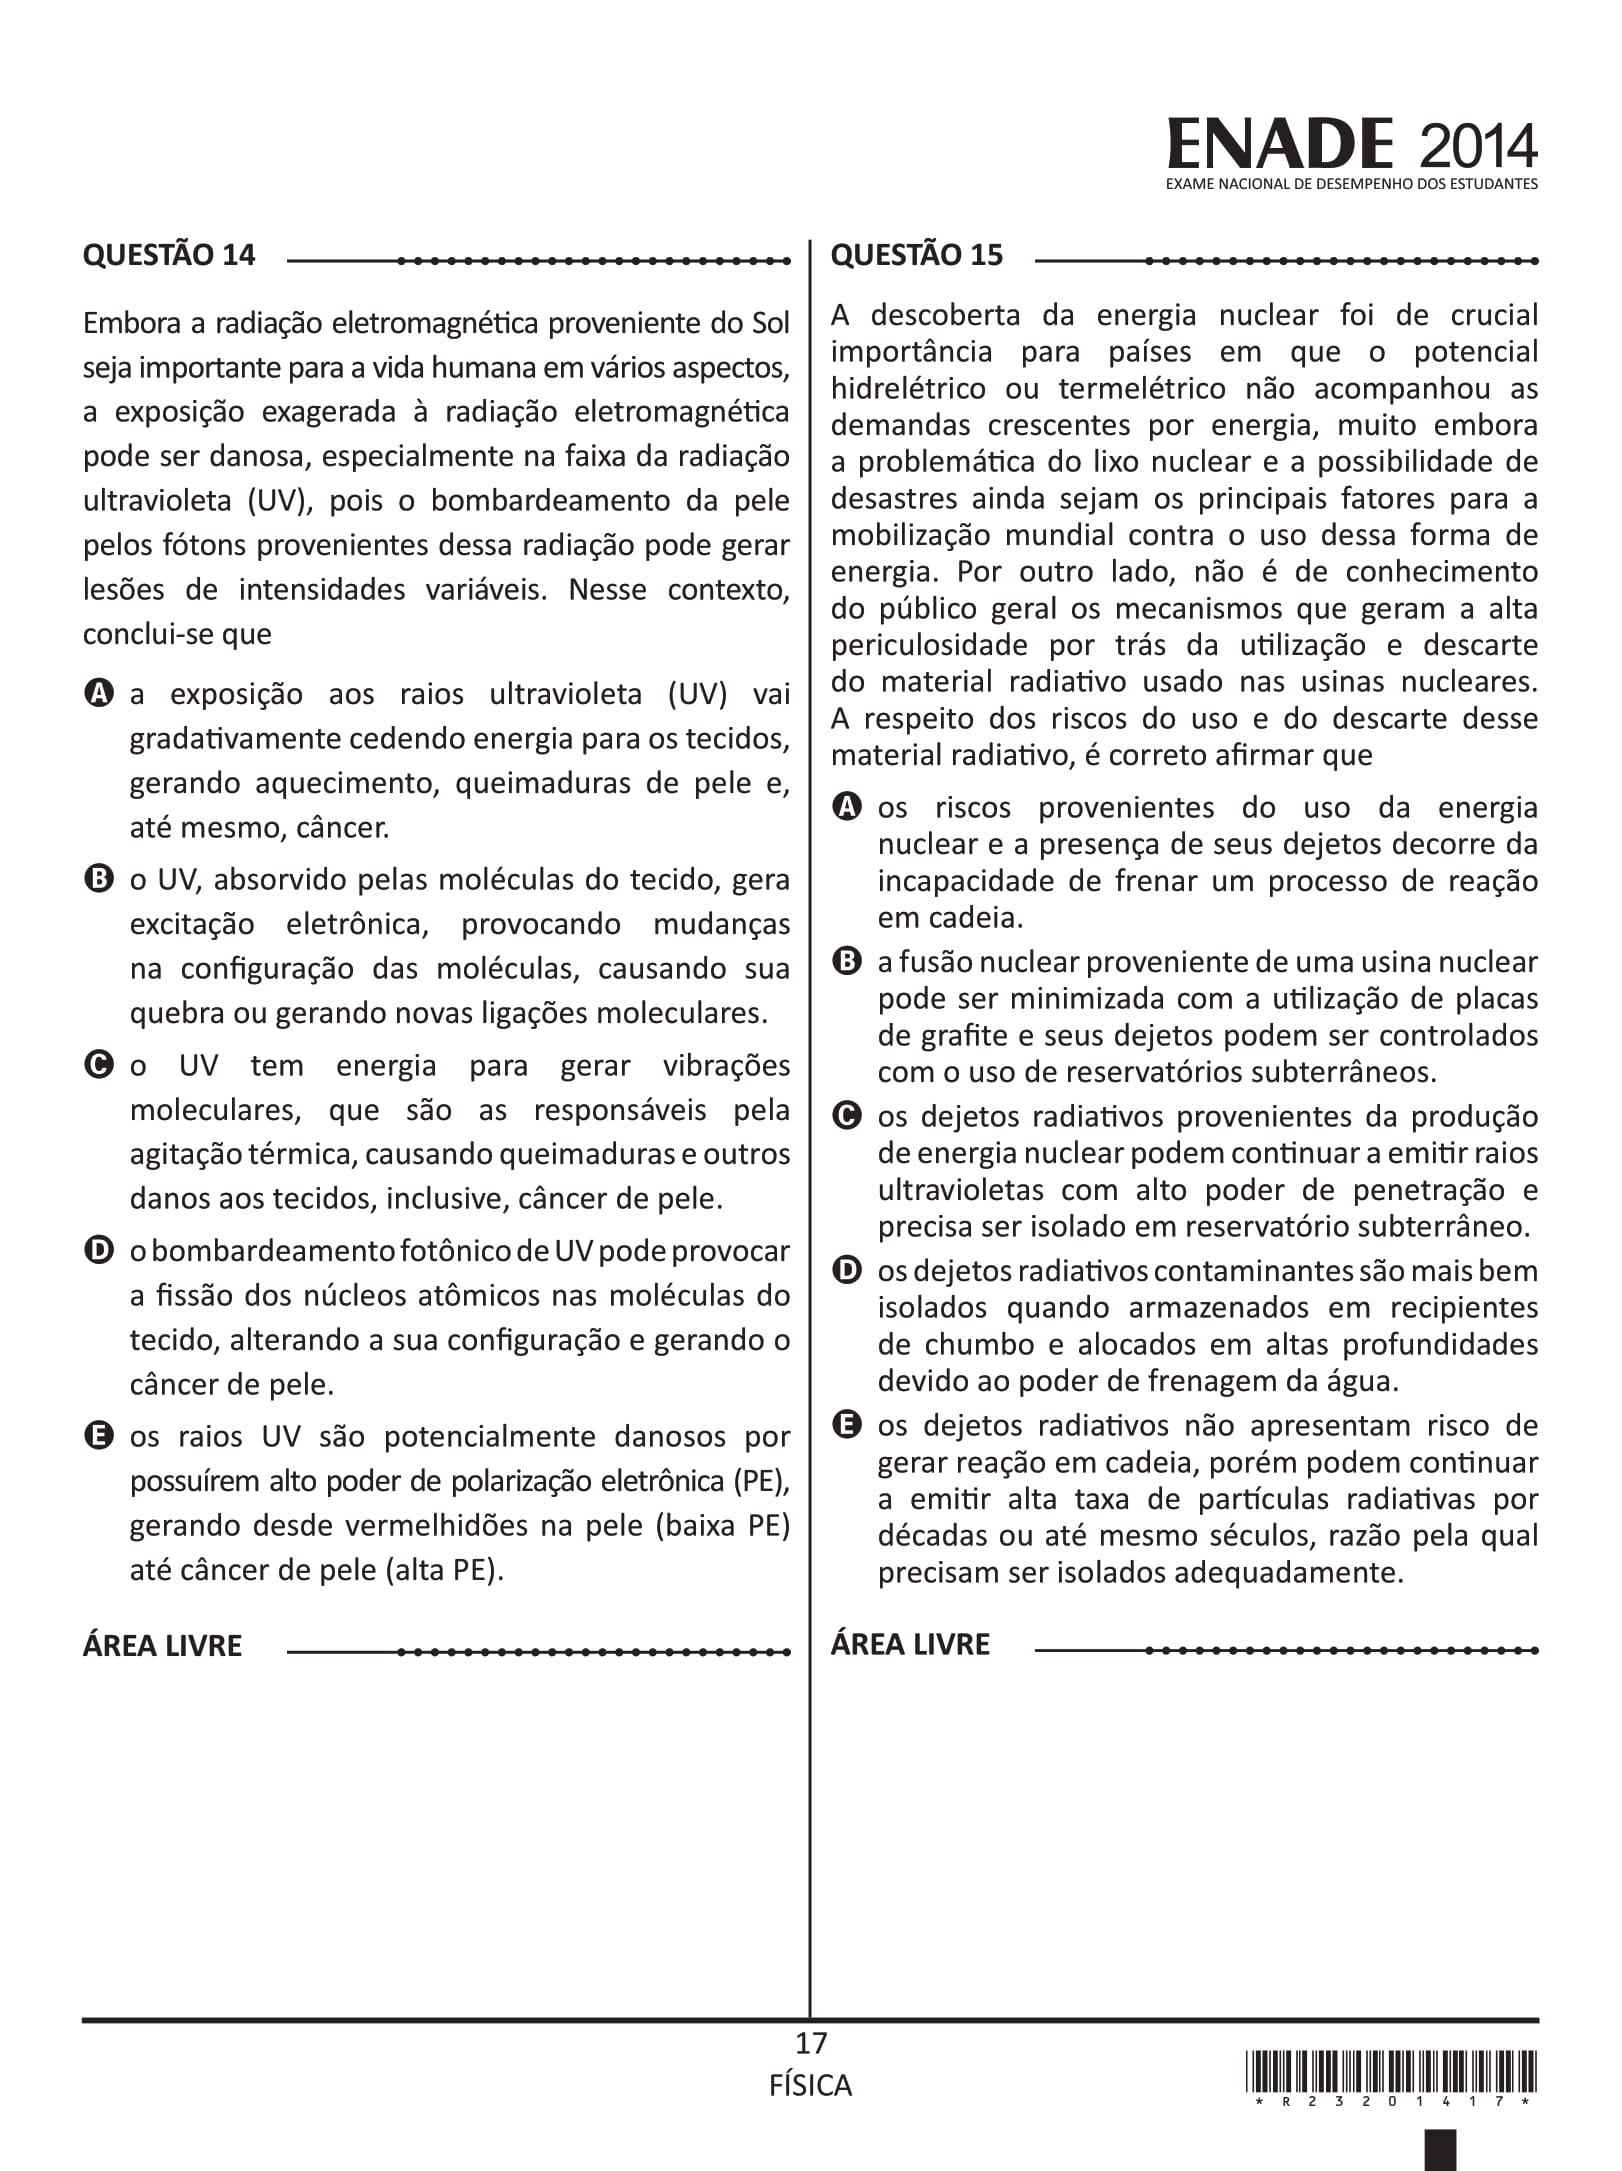 ENADE 2014
EXAME NACIONAL DE DESEMPENHO DOS ESTUDANTES
QUESTÃO 14
Embora a radiação eletromagnética proveniente do Sol
seja importante para a vida humana em vários aspectos,
a exposição exagerada à radiação eletromagnética
pode ser danosa, especialmente na faixa da radiação
ultravioleta (UV), pois o bombardeamento da pele
pelos fótons provenientes dessa radiação pode gerar
lesões de intensidades variáveis. Nesse contexto,
conclui-se que
A a exposição aos raios ultravioleta (UV) vai
gradativamente cedendo energia para os tecidos,
gerando aquecimento, queimaduras de pele e,
até mesmo, câncer.
B o UV, absorvido pelas moléculas do tecido, gera
excitação eletrônica, provocando mudanças
na configuração das moléculas, causando sua
quebra ou gerando novas ligações moleculares.
C o UV tem energia para gerar vibrações
moleculares, que são as responsáveis pela
agitação térmica, causando queimaduras e outros
danos aos tecidos, inclusive, câncer de pele.
D o bombardeamento fotônico de UV pode provocar
a fissão dos núcleos atômicos nas moléculas do
tecido, alterando a sua configuração e gerando o
câncer de pele.
E os raios UV são potencialmente danosos por
possuírem alto poder de polarização eletrônica (PE),
gerando desde vermelhidões na pele (baixa PE)
até câncer de pele (alta PE).
ÁREA LIVRE
QUESTÃO 15
A descoberta da energia nuclear foi de crucial
importância para países em que o potencial
hidrelétrico ou termelétrico não acompanhou as
demandas crescentes por energia, muito embora
a problemática do lixo nuclear e a possibilidade de
desastres ainda sejam os principais fatores para a
mobilização mundial contra o uso dessa forma de
energia. Por outro lado, não é de conhecimento
do público geral os mecanismos que geram a alta
periculosidade por trás da utilização e descarte
do material radiativo usado nas usinas nucleares.
A respeito dos riscos do uso e do descarte desse
material radiativo, é correto afirmar que
A os riscos provenientes do uso da energia
nuclear e a presença de seus dejetos decorre da
incapacidade de frenar um processo de reação
em cadeia.
B a fusão nuclear proveniente de uma usina nuclear
pode ser minimizada com a utilização de placas
de grafite e seus dejetos podem ser controlados
com o uso de reservatórios subterrâneos.
C os dejetos radiativos provenientes da produção
de energia nuclear podem continuar a emitir raios
ultravioletas com alto poder de penetração e
precisa ser isolado em reservatório subterrâneo.
D os dejetos radiativos contaminantes são mais bem
isolados quando armazenados em recipientes
de chumbo e alocados em altas profundidades
devido ao poder de frenagem da água.
E os dejetos radiativos não apresentam risco de
gerar reação em cadeia, porém podem continuar
a emitir alta taxa de partículas radiativas por
décadas ou até mesmo séculos, razão pela qual
precisam ser isolados adequadamente.
ÁREA LIVRE
17
FÍSICA
*R23201417*